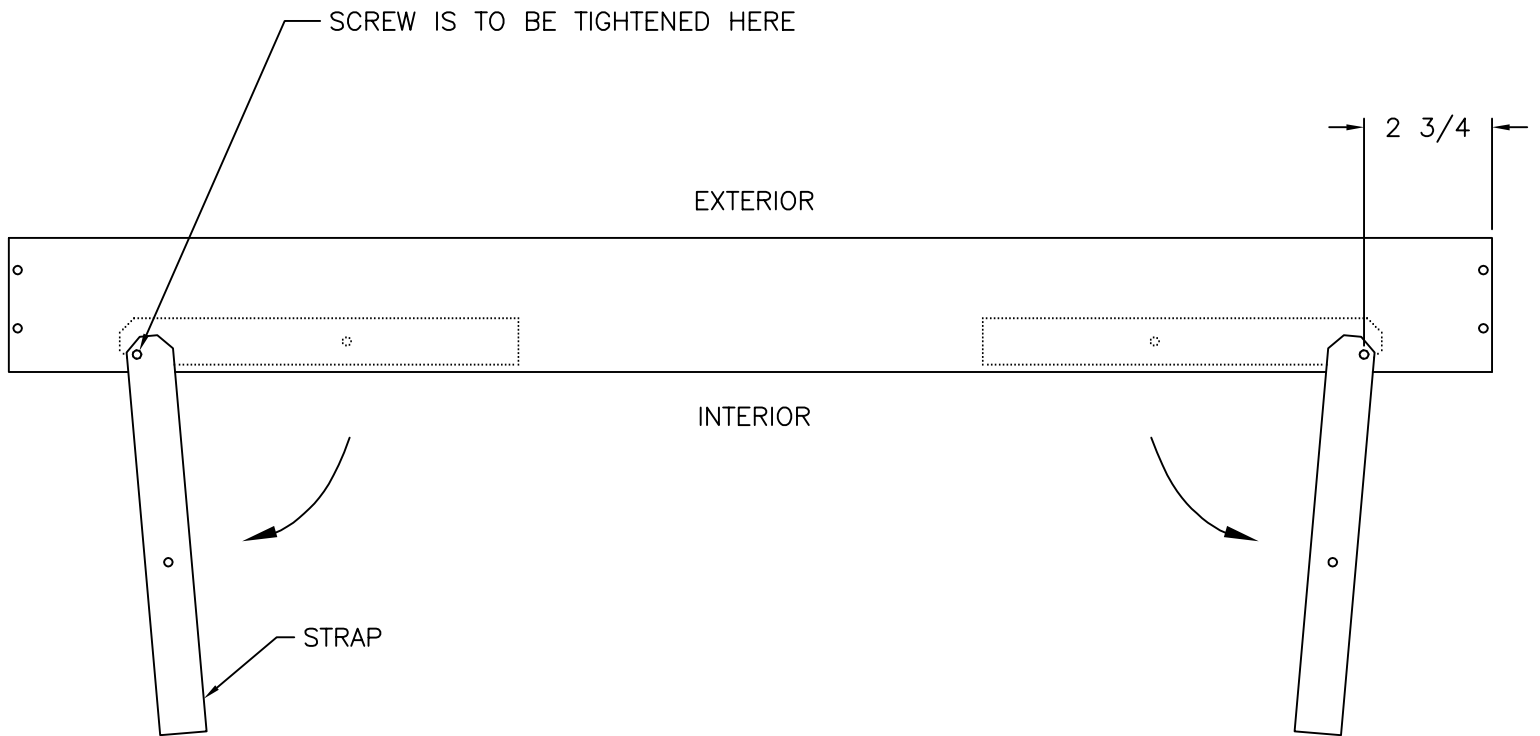 SCREW IS TO BE TIGHTENED HERE
2 3/4
EXTERIOR
INTERIOR
STRAP